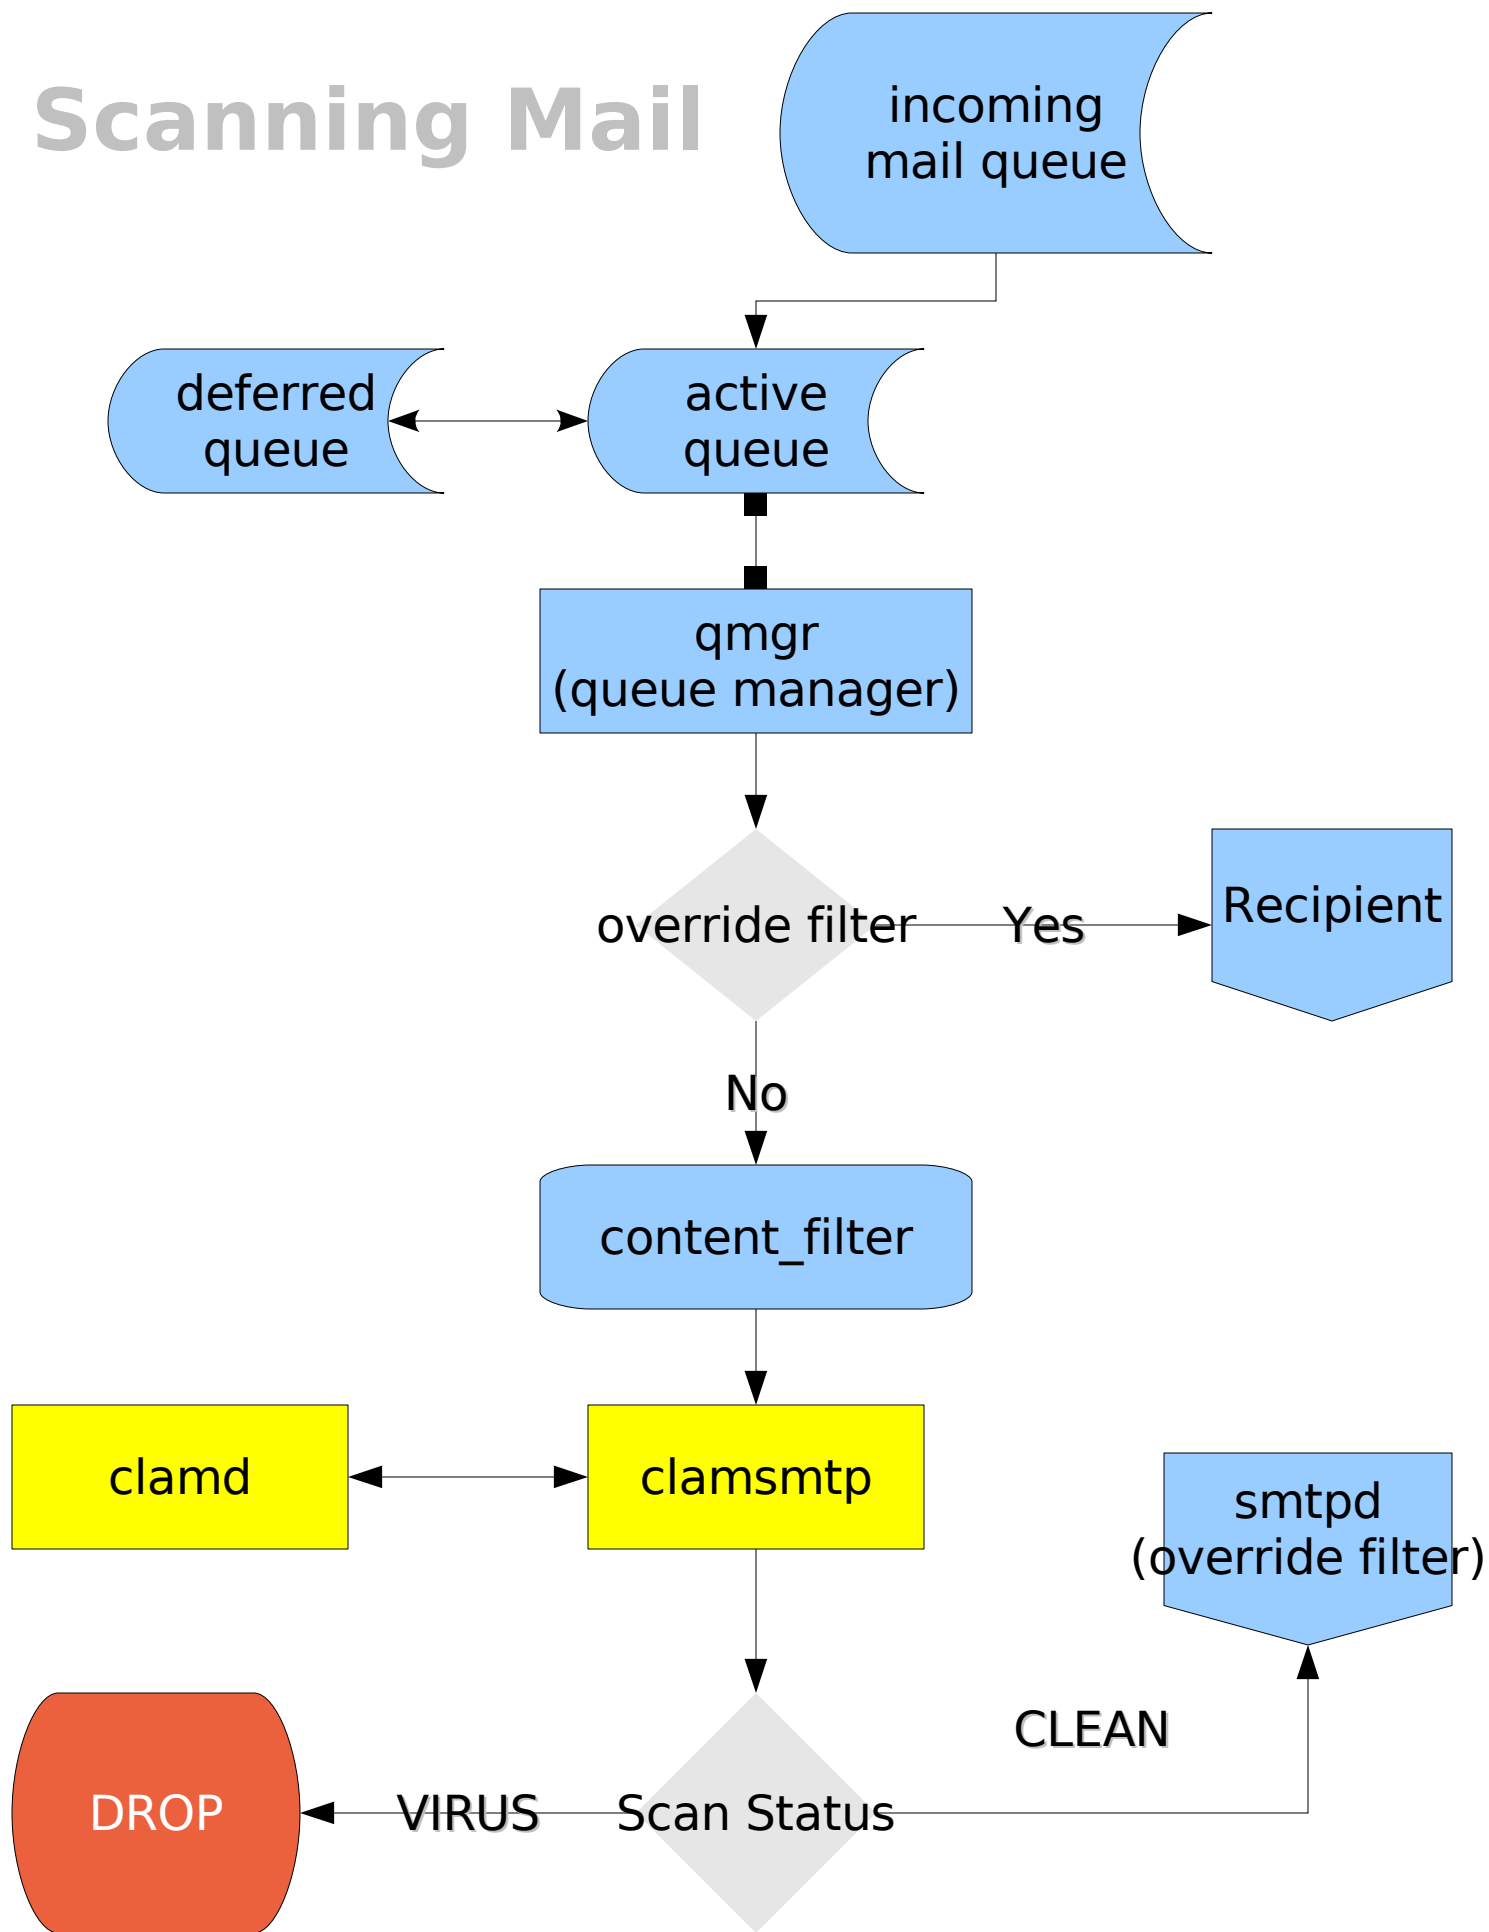 Scanning Mail
incoming
mail queue
deferred
queue
active
queue
qmgr
(queue manager)
override filter
Yes
Recipient
No
content_filter
clamd
clamsmtp
smtpd
(override filter)
CLEAN
DROP
VIRUS
Scan Status